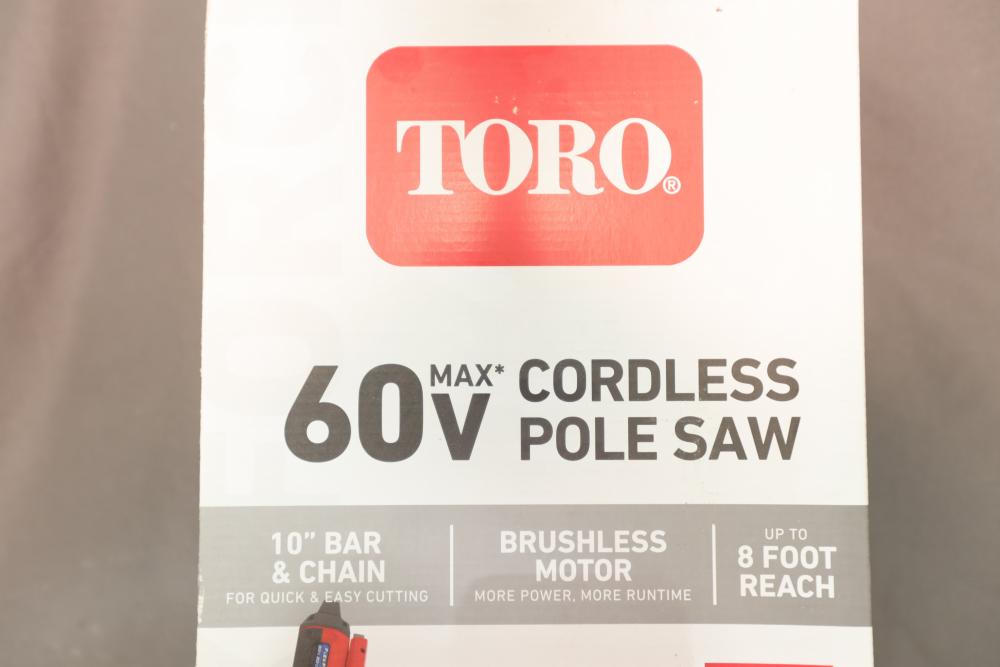 TORO®
60V MAX* CORDLESS
POLE SAW
10” BAR
& CHAIN
FOR QUICK & EASY CUTTING
BRUSHLESS
MOTOR
MORE POWER, MORE RUNTIME
UP TO
8 FOOT
REACH